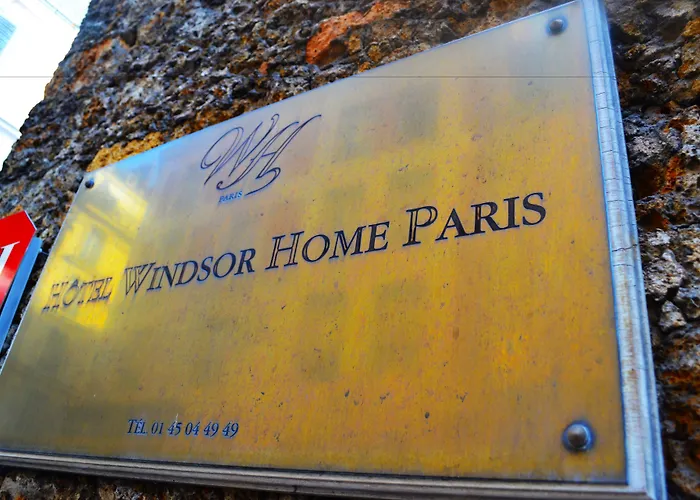 WH
PARIS
HÔTEL WINDSOR HOME PARIS
TÉL 01 45 04 49 49